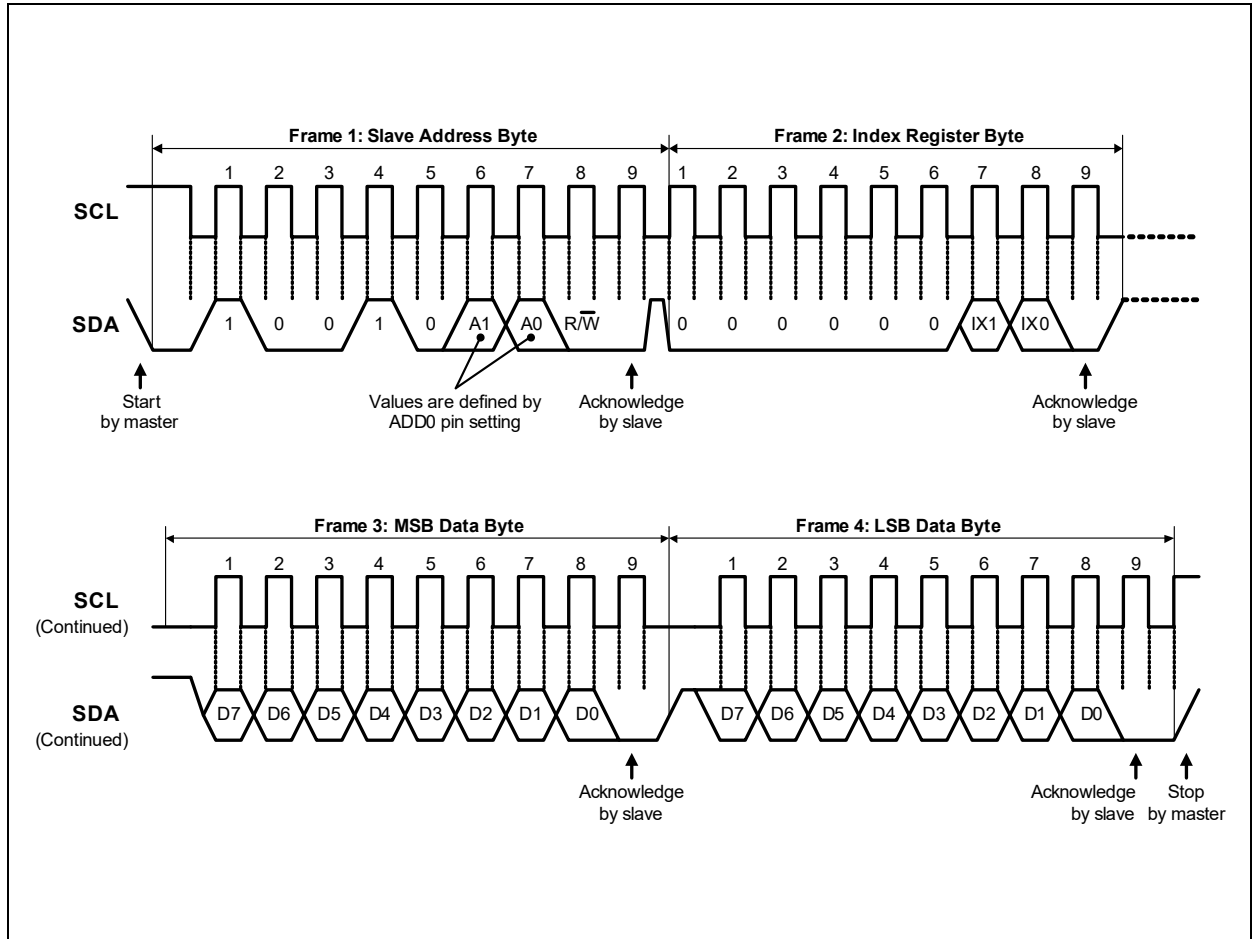 Frame 1: Slave Address Byte
Frame 2: Index Register Byte
1 2 3 4 5 6 7 8 9 1 2 3 4 5 6 7 8 9
SCL
SDA
1 0 0 1 0 A1 A0 R/W̅ 0 0 0 0 0 0 IX1 IX0
Start
by master
Values are defined by
ADD0 pin setting
Acknowledge
by slave
Acknowledge
by slave
Frame 3: MSB Data Byte
Frame 4: LSB Data Byte
1 2 3 4 5 6 7 8 9 1 2 3 4 5 6 7 8 9
SCL
(Continued)
SDA
(Continued)
D7 D6 D5 D4 D3 D2 D1 D0 D7 D6 D5 D4 D3 D2 D1 D0
Acknowledge
by slave
Acknowledge
by slave
Stop
by master